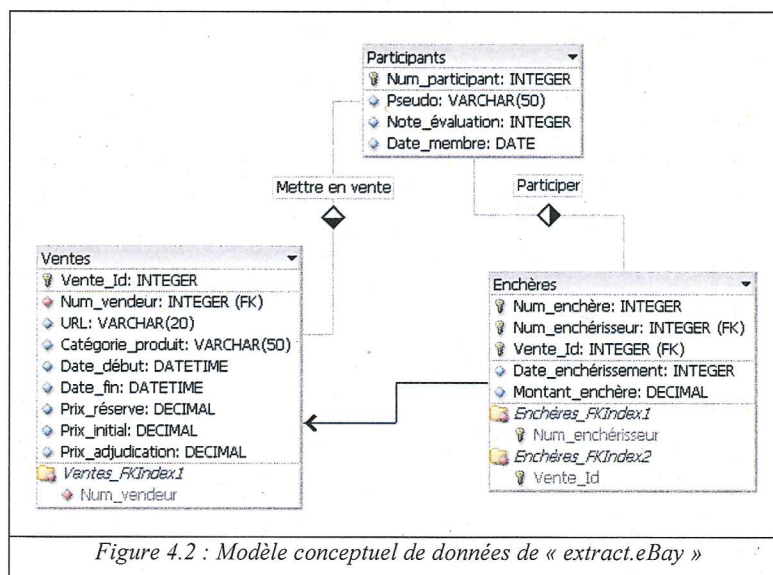 Participants
Num_participant: INTEGER
Pseudo: VARCHAR(50)
Note_évaluation: INTEGER
Date_membre: DATE
Mettre en vente
Participer
Ventes
Vente_Id: INTEGER
Num_vendeur: INTEGER (FK)
URL: VARCHAR(20)
Catégorie_produit: VARCHAR(50)
Date_début: DATETIME
Date_fin: DATETIME
Prix_réserve: DECIMAL
Prix_initial: DECIMAL
Prix_adjudication: DECIMAL
Ventes_FKIndex1
Num_vendeur
Enchères
Num_enchère: INTEGER
Num_enchérisseur: INTEGER (FK)
Vente_Id: INTEGER (FK)
Date_enchérissement: INTEGER
Montant_enchère: DECIMAL
Enchères_FKIndex1
Num_enchérisseur
Enchères_FKIndex2
Vente_Id
Figure 4.2 : Modèle conceptuel de données de « extract.eBay »